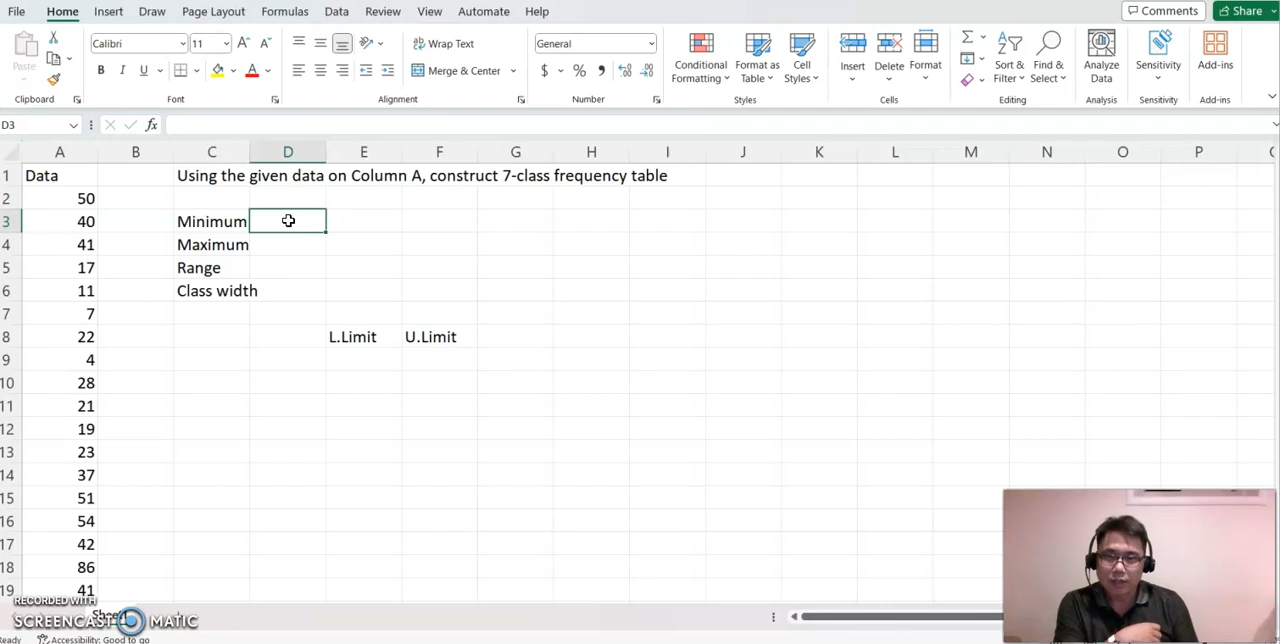 File Home Insert Draw Page Layout Formulas Data Review View Automate Help Comments Share
Calibri 11 Wrap Text General
Paste B I U Merge & Center $ % Conditional Formatting Format as Table Cell Styles Insert Delete Format Sort & Filter Find & Select Analyze Data Sensitivity Add-ins
Clipboard Font Alignment Number Styles Cells Editing Analysis Sensitivity Add-ins
D3 fx
A B C D E F G H I J K L M N O P
1 Data Using the given data on Column A, construct 7-class frequency table
2 50
3 40 Minimum
4 41 Maximum
5 17 Range
6 11 Class width
7 7
8 22 L.Limit U.Limit
9 4
10 28
11 21
12 19
13 23
14 37
15 51
16 54
17 42
18 86
19 41
RECORDED WITH
SCREENCAST MATIC
Accessibility: Good to go